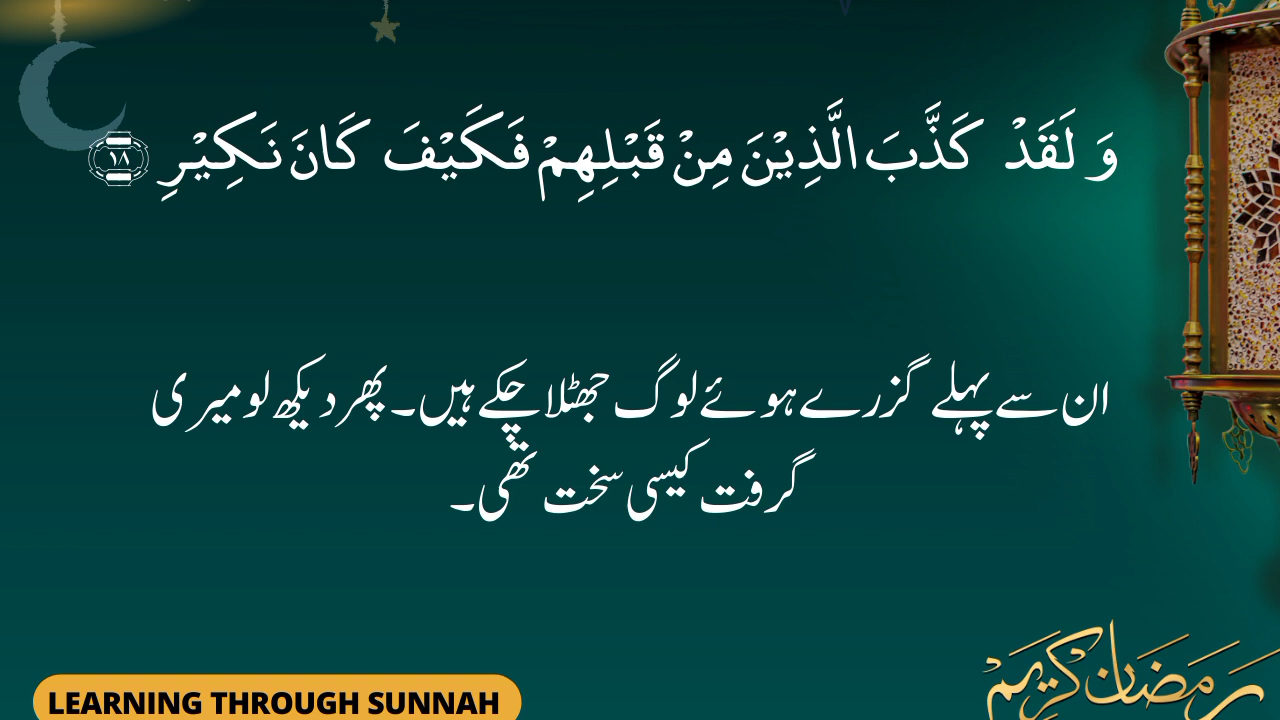 وَ لَقَدْ كَذَّبَ الَّذِيْنَ مِنْ قَبْلِهِمْ فَكَيْفَ كَانَ نَكِيْرِ ﴿١٨﴾
ان سے پہلے گزرے ہوئے لوگ جھٹلا چکے ہیں۔ پھر دیکھ لو میری
گرفت کیسی سخت تھی۔
رمضان كريم
LEARNING THROUGH SUNNAH